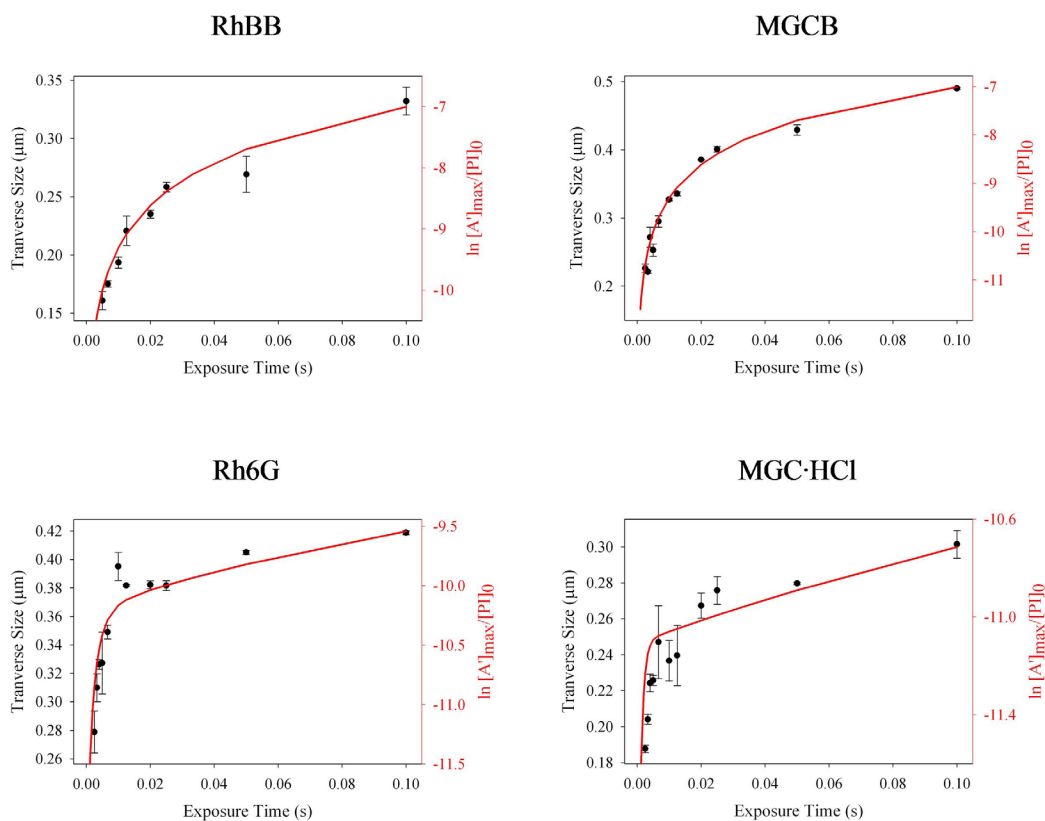 RhBB
0.35
0.30
0.25
0.20
0.15
Tranverse Size (µm)
-7
-8
-9
-10
ln [A']max/[PI]0
0.00 0.02 0.04 0.06 0.08 0.10
Exposure Time (s)
MGCB
0.5
0.4
0.3
0.2
Tranverse Size (µm)
-7
-8
-9
-10
-11
ln [A']max/[PI]0
0.00 0.02 0.04 0.06 0.08 0.10
Exposure Time (s)
Rh6G
0.42
0.40
0.38
0.36
0.34
0.32
0.30
0.28
0.26
Tranverse Size (µm)
-9.5
-10.0
-10.5
-11.0
-11.5
ln [A']max/[PI]0
0.00 0.02 0.04 0.06 0.08 0.10
Exposure Time (s)
MGC·HCl
0.30
0.28
0.26
0.24
0.22
0.20
0.18
Tranverse Size (µm)
-10.6
-11.0
-11.4
ln [A']max/[PI]0
0.00 0.02 0.04 0.06 0.08 0.10
Exposure Time (s)